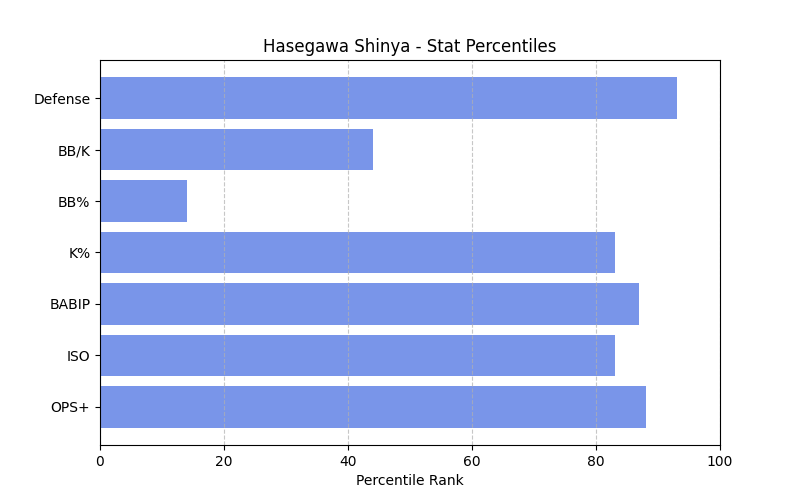 Hasegawa Shinya - Stat Percentiles
Defense
BB/K
BB%
K%
BABIP
ISO
OPS+
0 20 40 60 80 100
Percentile Rank